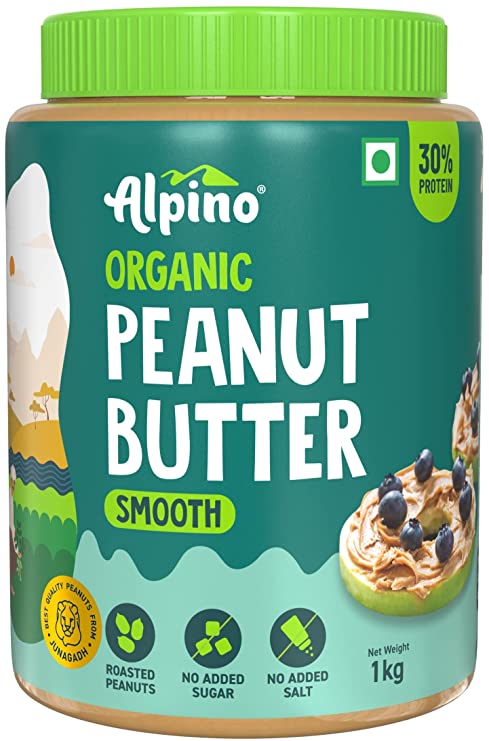 30%
PROTEIN
Alpino®
ORGANIC
PEANUT
BUTTER
SMOOTH
BEST QUALITY PEANUTS FROM
JUNAGADH
ROASTED
PEANUTS
NO ADDED
SUGAR
NO ADDED
SALT
Net Weight
1kg